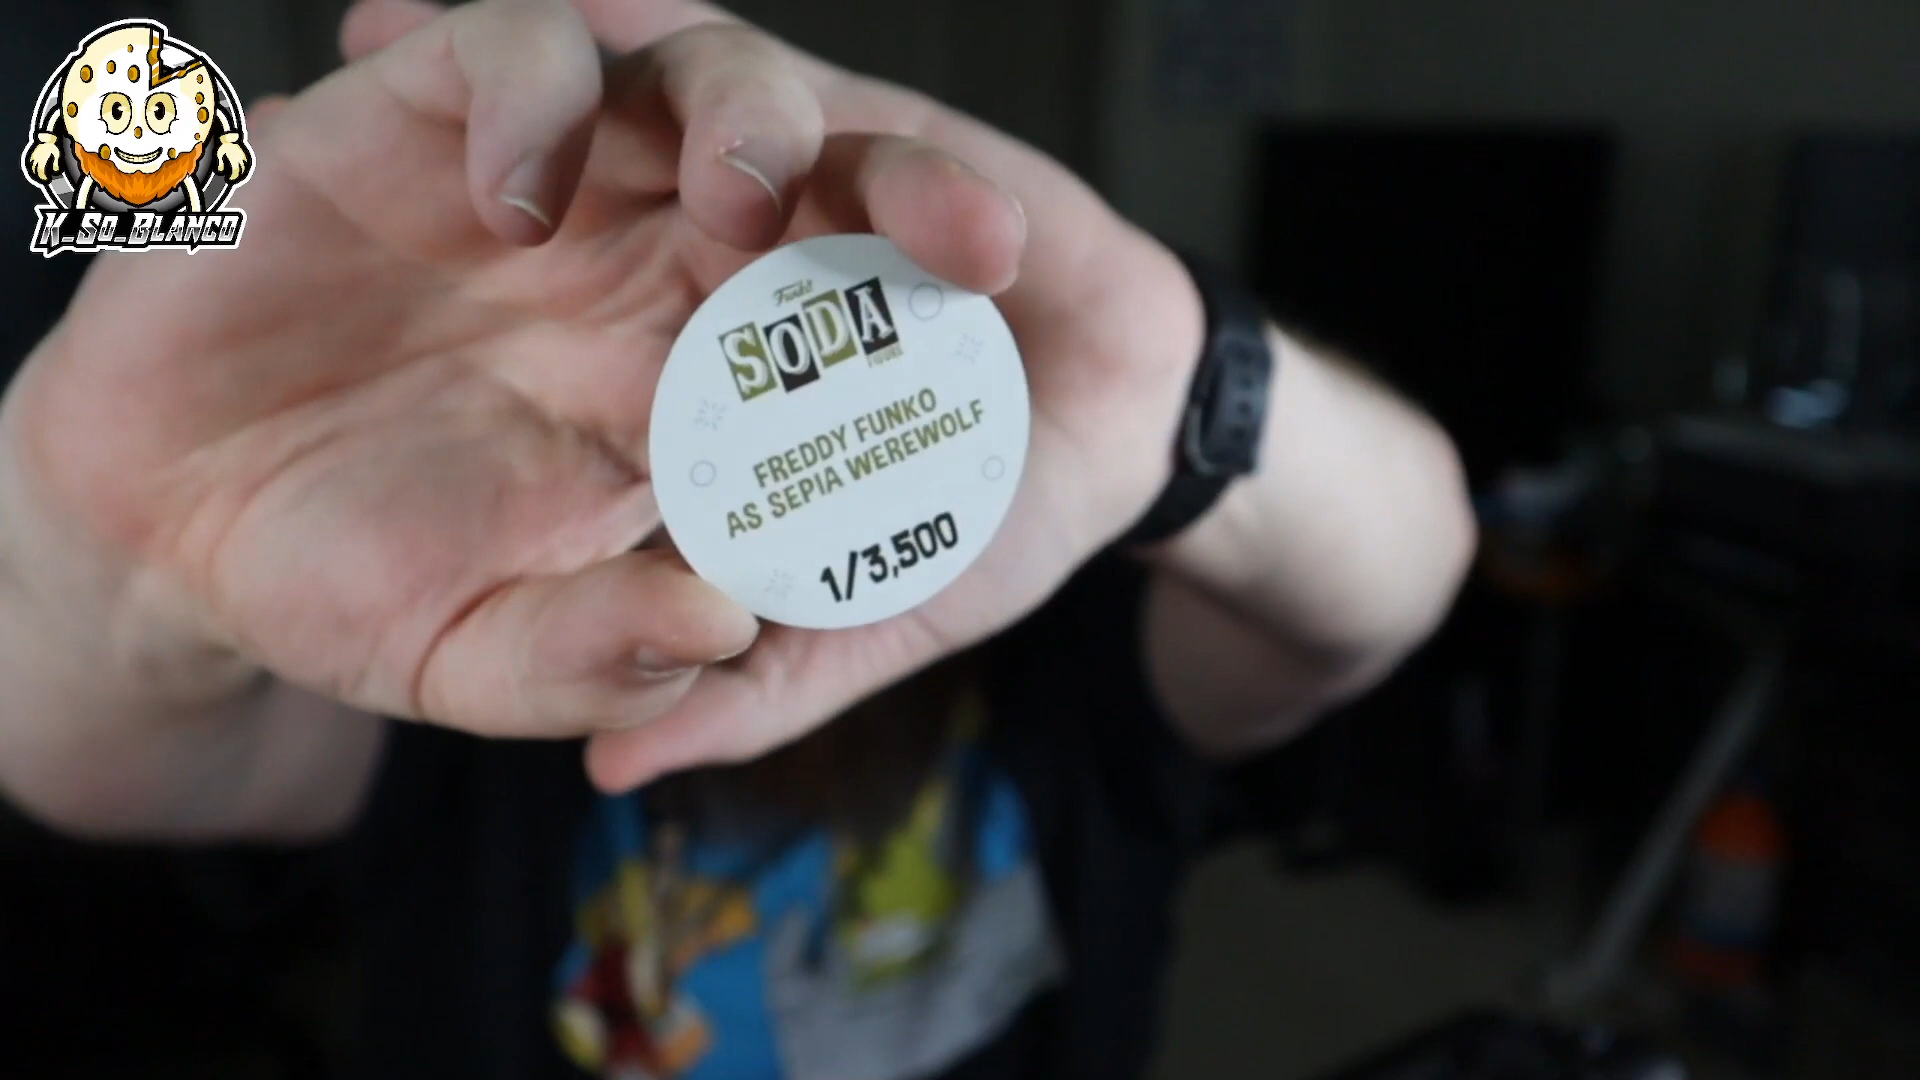 K_So_Blanco
Funko
SODA
FIGURE
FREDDY FUNKO
AS SEPIA WEREWOLF
1/3,500